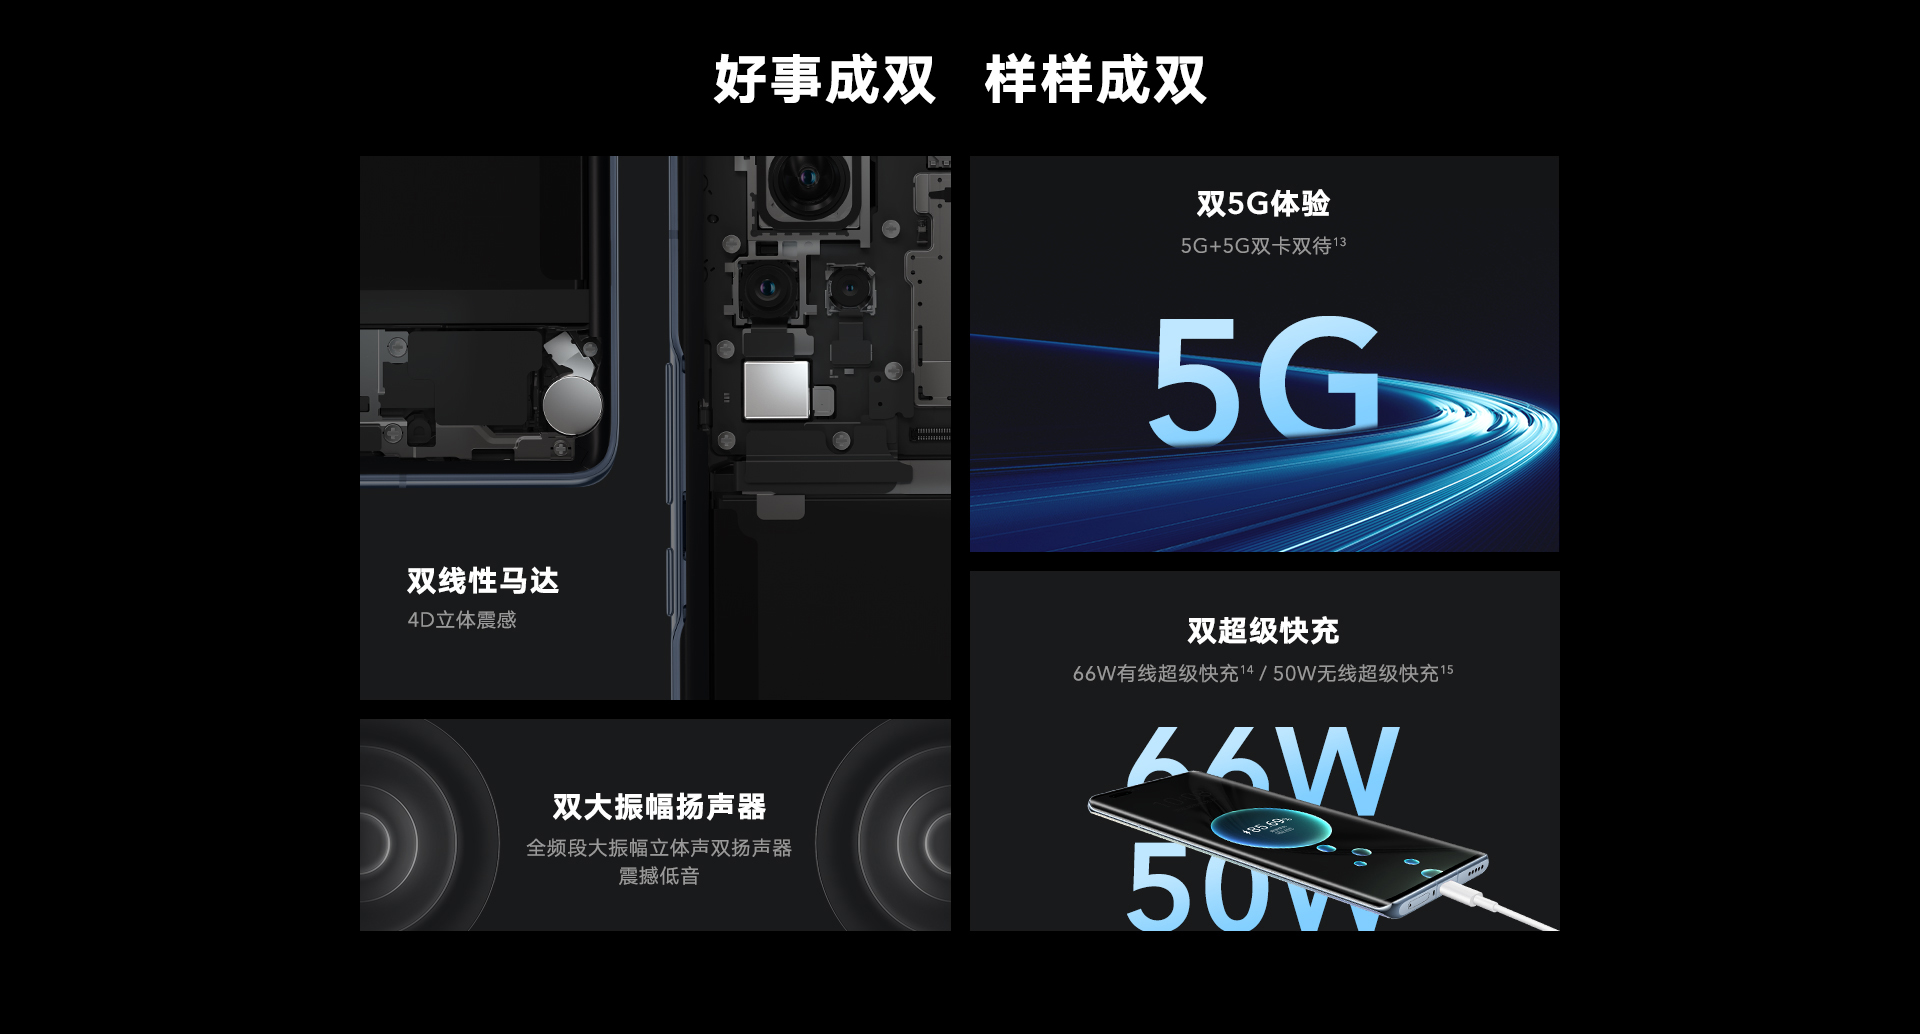 好事成双 样样成双
双线性马达
4D立体震感
双大振幅扬声器
全频段大振幅立体声双扬声器
震撼低音
双5G体验
5G+5G双卡双待13
5G
双超级快充
66W有线超级快充14 / 50W无线超级快充15
66W
85.69%
50W